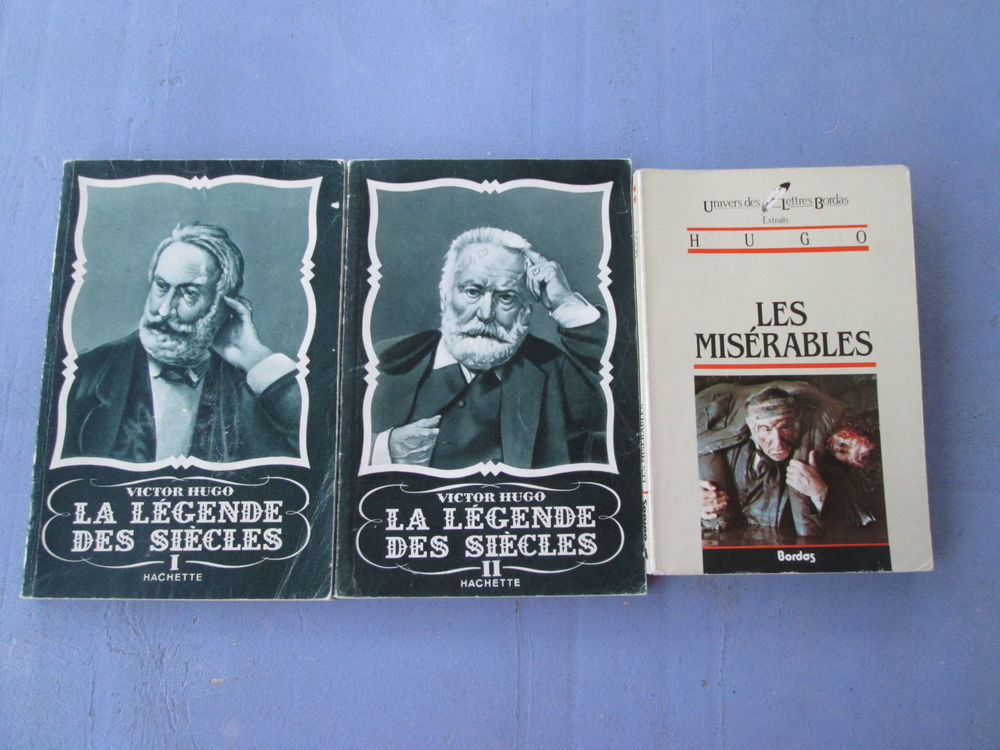 VICTOR HUGO
LA LÉGENDE
DES SIÈCLES
I
HACHETTE
VICTOR HUGO
LA LÉGENDE
DES SIÈCLES
II
HACHETTE
Univers des Lettres Bordas
Extraits
HUGO
LES
MISÉRABLES
Bordas